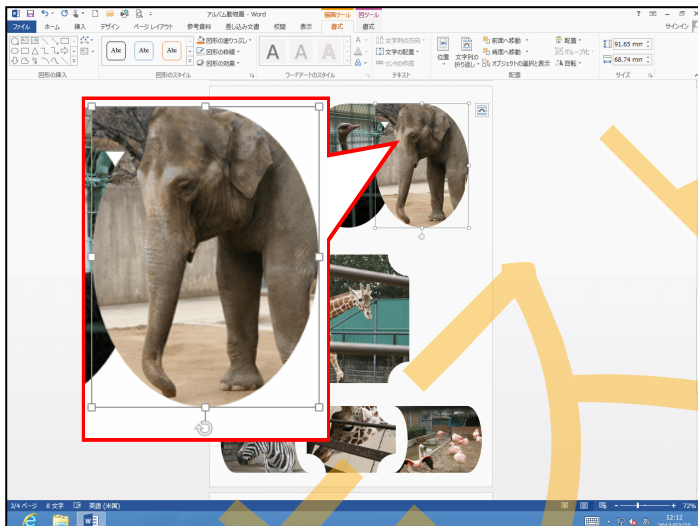 アルバム動物画 - Word
描画ツール 図ツール
ファイル ホーム 挿入 デザイン ページ レイアウト 参考資料 差し込み文書 校閲 表示 書式 書式 サインイン
Abc Abc Abc
図形の塗りつぶし
図形の枠線
図形の効果
A A A
文字列の方向
文字の配置
リンクの作成
位置 文字列の
折り返し
前面へ移動
背面へ移動
オブジェクトの選択と表示
配置
グループ化
回転
91.65 mm
68.74 mm
図形の挿入 図形のスタイル ワードアートのスタイル テキスト 配置 サイズ
3/4 ページ 8 文字 英語 (米国) 72%
あ 12:12